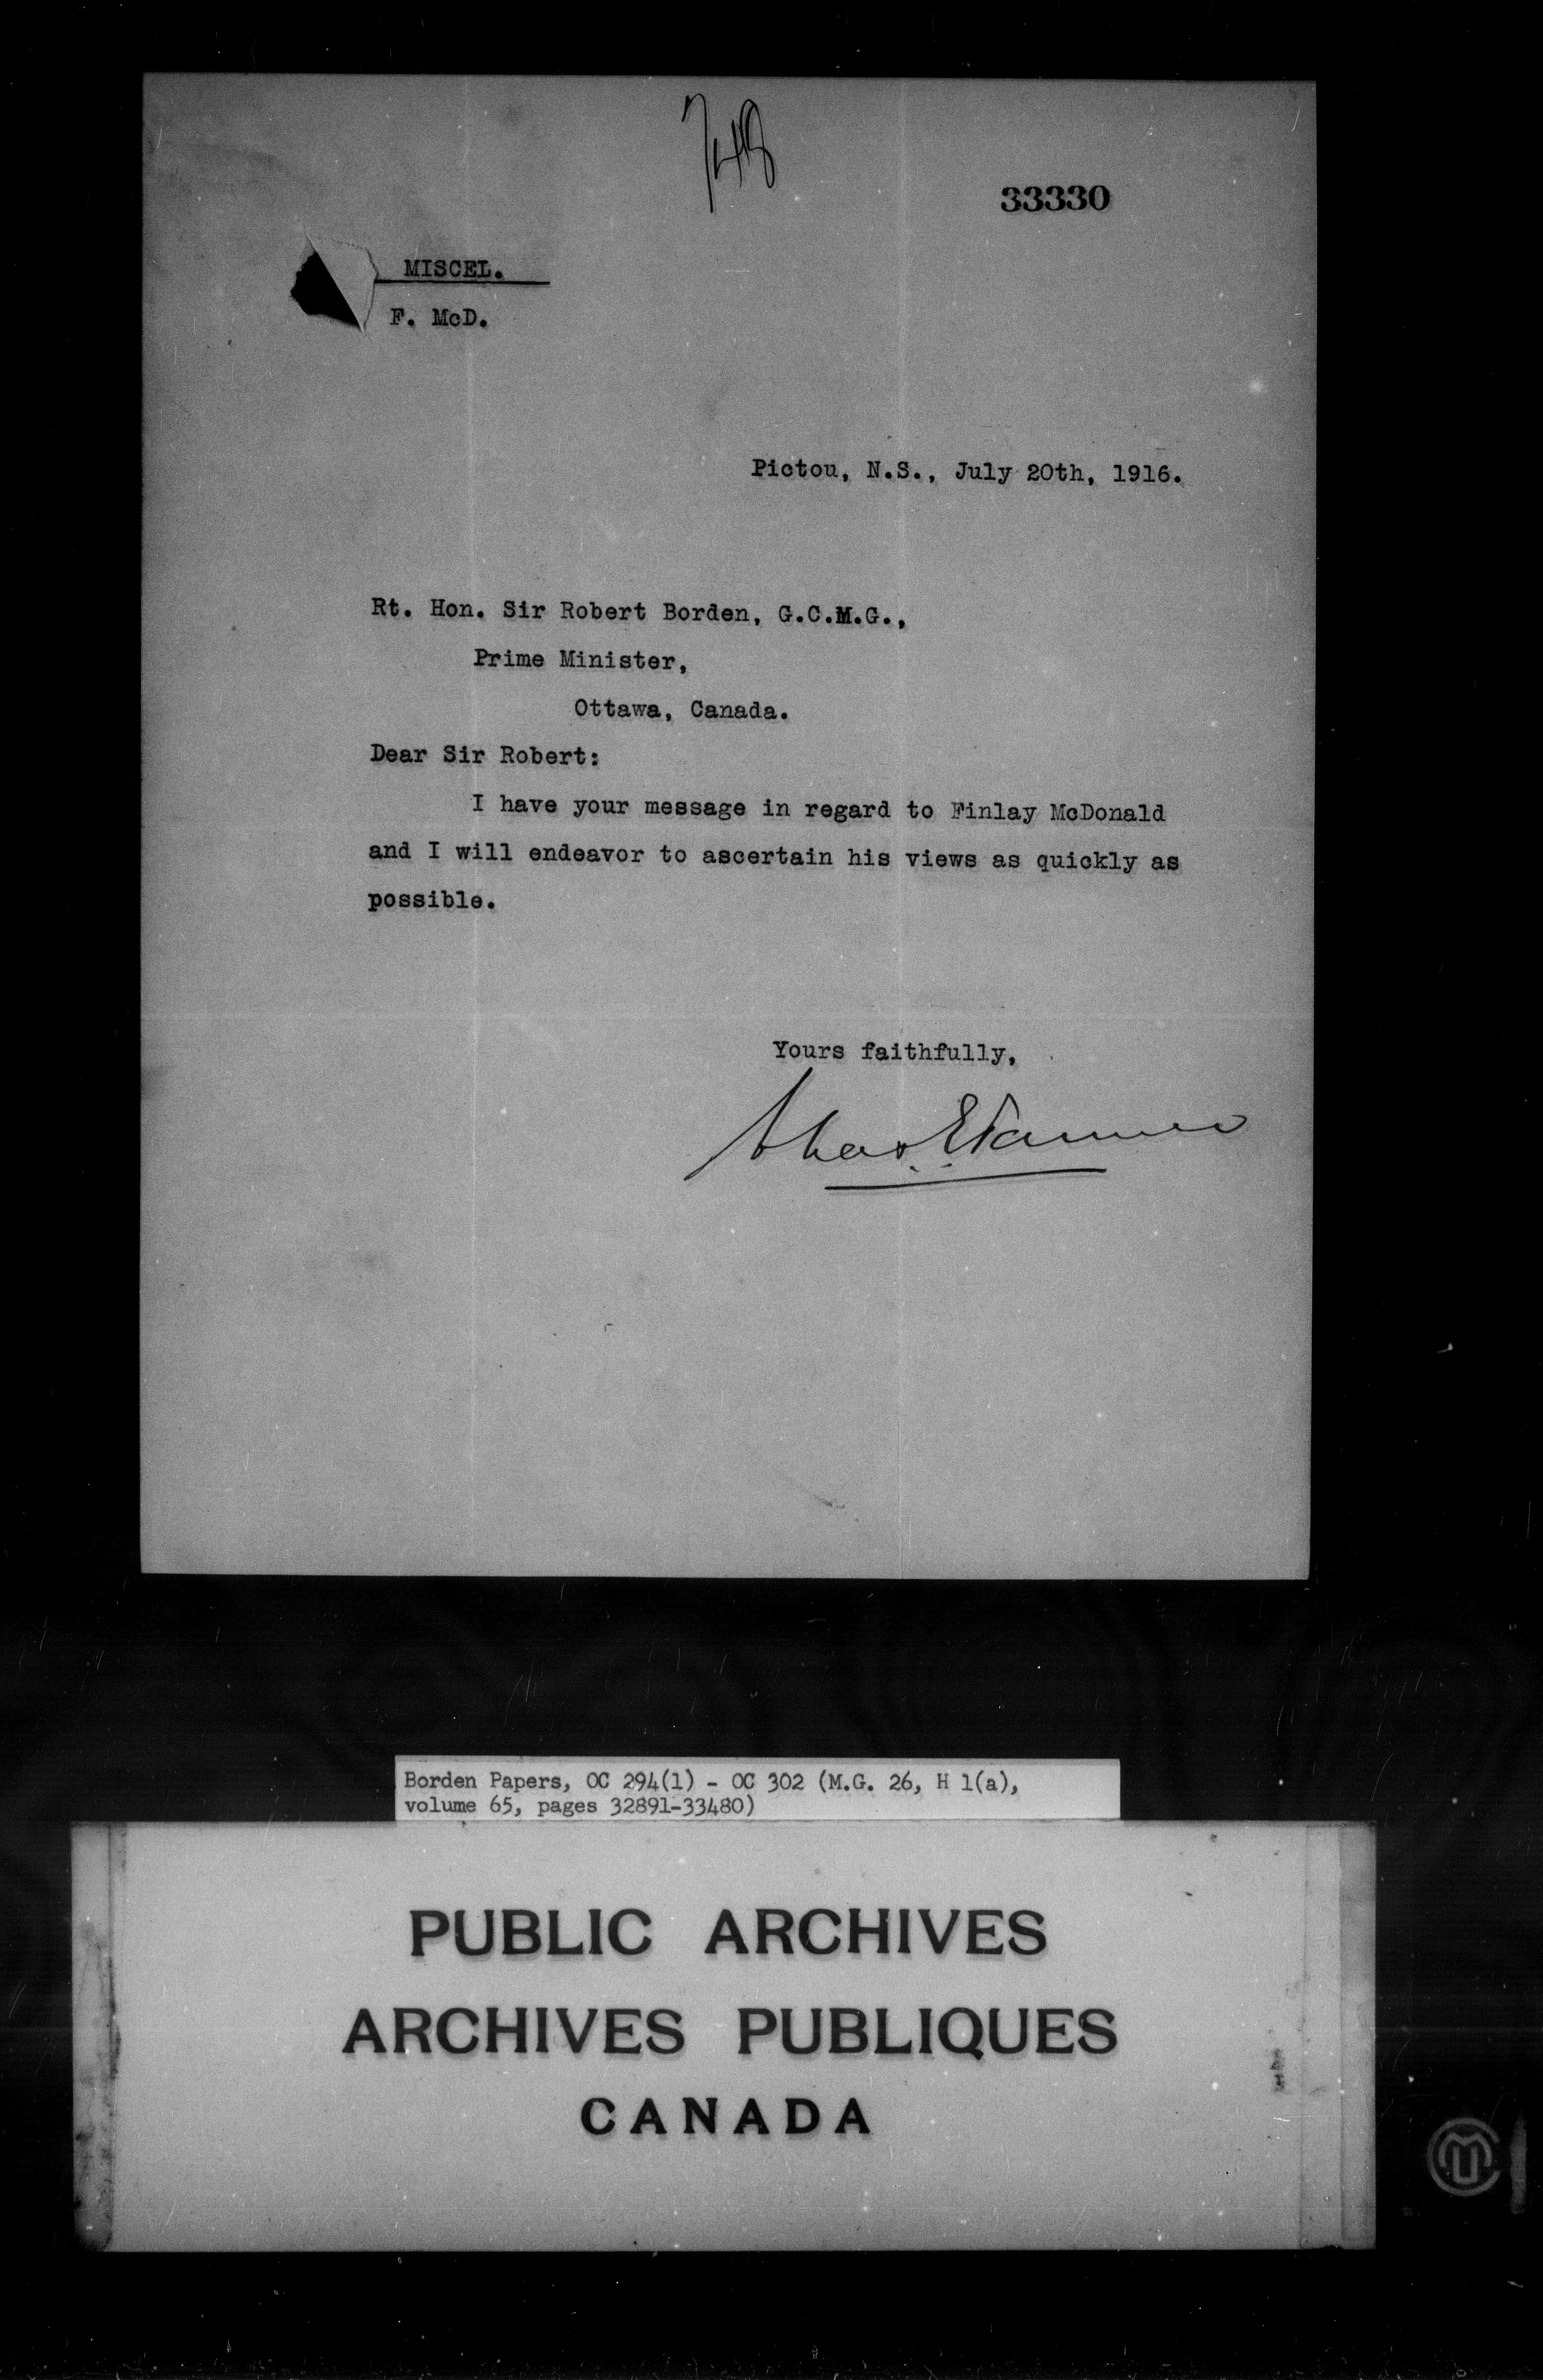 748
33330
MISCEL.
F. McD.
Pictou, N.S., July 20th, 1916.
Rt. Hon. Sir Robert Borden, G.C.M.G.,
Prime Minister,
Ottawa, Canada.
Dear Sir Robert:
I have your message in regard to Finlay McDonald
and I will endeavor to ascertain his views as quickly as
possible.
Yours faithfully,
Chas E Tanner
Borden Papers, OC 294(1) - OC 302 (M.G. 26, H 1(a),
volume 65, pages 32891-33480)
PUBLIC ARCHIVES
ARCHIVES PUBLIQUES
CANADA